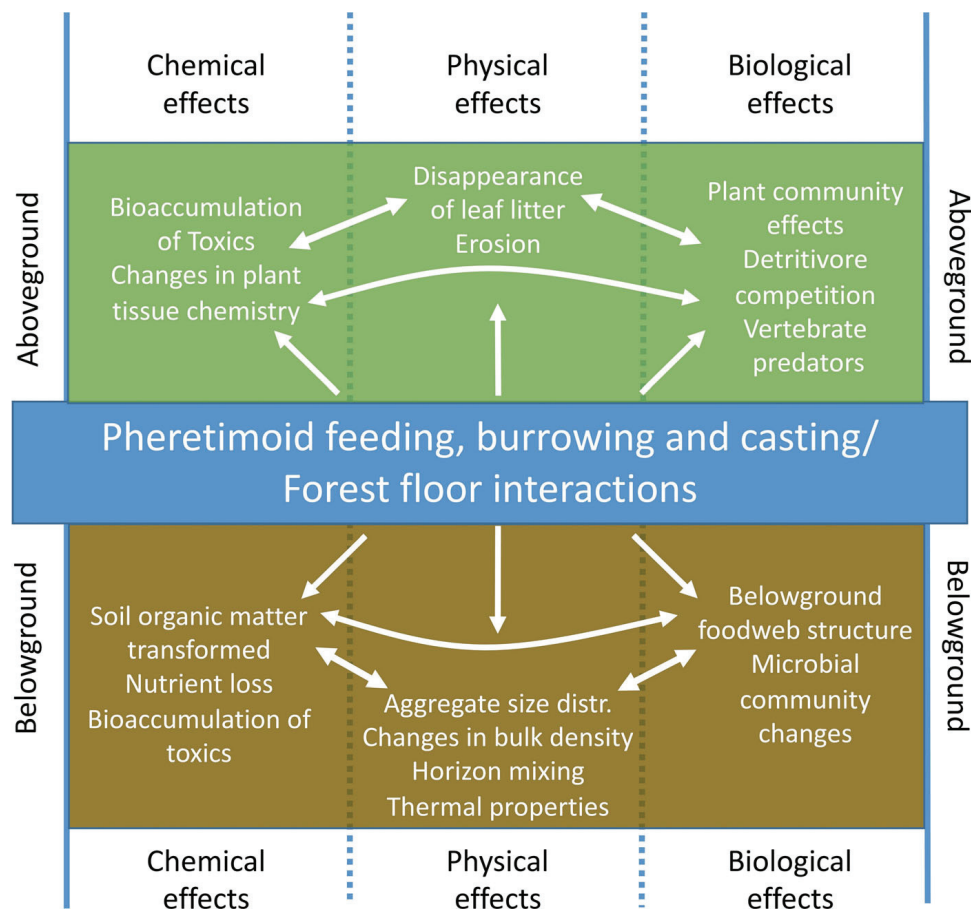 Chemical
effects
Physical
effects
Biological
effects
Aboveground
Bioaccumulation
of Toxics
Changes in plant
tissue chemistry
Disappearance
of leaf litter
Erosion
Plant community
effects
Detritivore
competition
Vertebrate
predators
Aboveground
Pheretimoid feeding, burrowing and casting/
Forest floor interactions
Belowground
Soil organic matter
transformed
Nutrient loss
Bioaccumulation of
toxics
Aggregate size distr.
Changes in bulk density
Horizon mixing
Thermal properties
Belowground
foodweb structure
Microbial
community
changes
Belowground
Chemical
effects
Physical
effects
Biological
effects